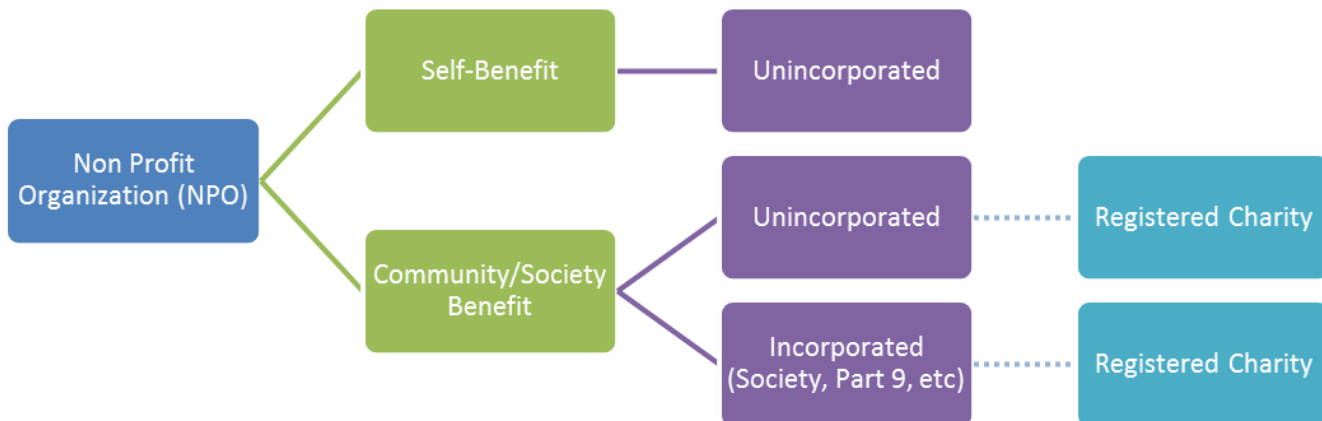 Self-Benefit
Unincorporated
Non Profit
Organization (NPO)
Community/Society
Benefit
Unincorporated
Registered Charity
Incorporated
(Society, Part 9, etc)
Registered Charity